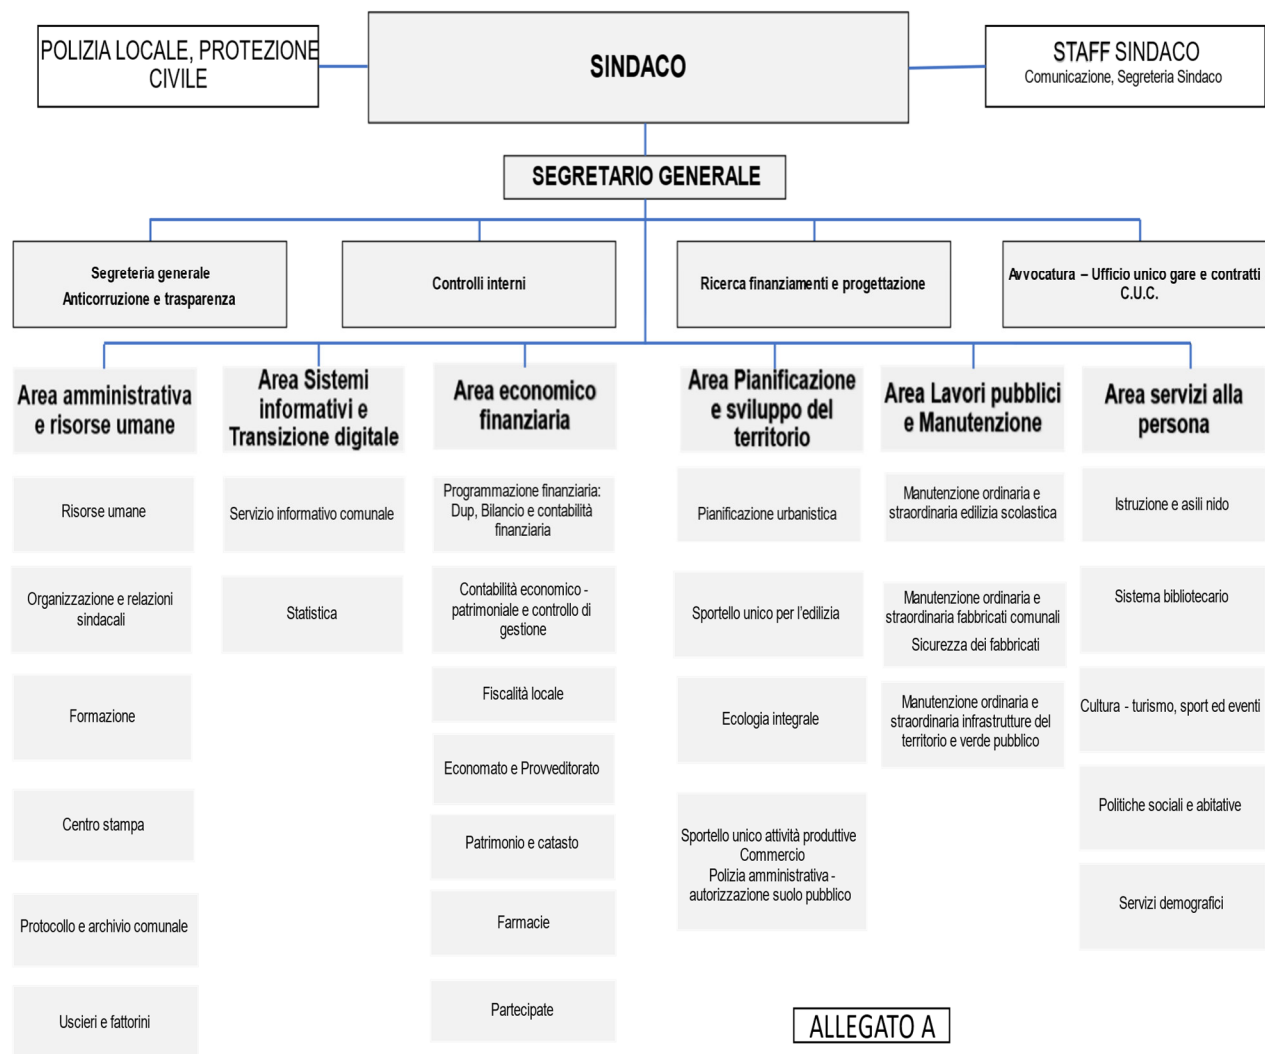 POLIZIA LOCALE, PROTEZIONE
CIVILE
SINDACO
STAFF SINDACO
Comunicazione, Segreteria Sindaco
SEGRETARIO GENERALE
Segreteria generale
Anticorruzione e trasparenza
Controlli interni
Ricerca finanziamenti e progettazione
Avvocatura – Ufficio unico gare e contratti
C.U.C.
Area amministrativa
e risorse umane
Risorse umane
Organizzazione e relazioni
sindacali
Formazione
Centro stampa
Protocollo e archivio comunale
Uscieri e fattorini
Area Sistemi
informativi e
Transizione digitale
Servizio informativo comunale
Statistica
Area economico
finanziaria
Programmazione finanziaria:
Dup, Bilancio e contabilità
finanziaria
Contabilità economico -
patrimoniale e controllo di
gestione
Fiscalità locale
Economato e Provveditorato
Patrimonio e catasto
Farmacie
Partecipate
Area Pianificazione
e sviluppo del
territorio
Pianificazione urbanistica
Sportello unico per l'edilizia
Ecologia integrale
Sportello unico attività produttive
Commercio
Polizia amministrativa -
autorizzazione suolo pubblico
Area Lavori pubblici
e Manutenzione
Manutenzione ordinaria e
straordinaria edilizia scolastica
Manutenzione ordinaria e
straordinaria fabbricati comunali
Sicurezza dei fabbricati
Manutenzione ordinaria e
straordinaria infrastrutture del
territorio e verde pubblico
Area servizi alla
persona
Istruzione e asili nido
Sistema bibliotecario
Cultura - turismo, sport ed eventi
Politiche sociali e abitative
Servizi demografici
ALLEGATO A